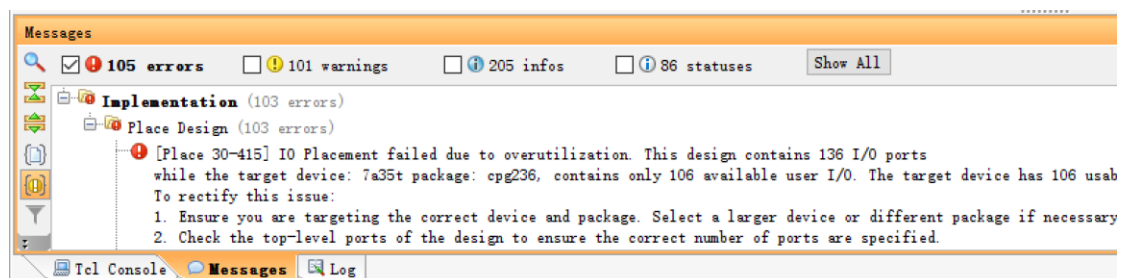 Messages
105 errors 101 warnings 205 infos 86 statuses Show All
Implementation (103 errors)
Place Design (103 errors)
[Place 30-415] IO Placement failed due to overutilization. This design contains 136 I/O ports
while the target device: 7a35t package: cpg236, contains only 106 available user I/O. The target device has 106 usab
To rectify this issue:
1. Ensure you are targeting the correct device and package. Select a larger device or different package if necessary
2. Check the top-level ports of the design to ensure the correct number of ports are specified.
Tcl Console Messages Log